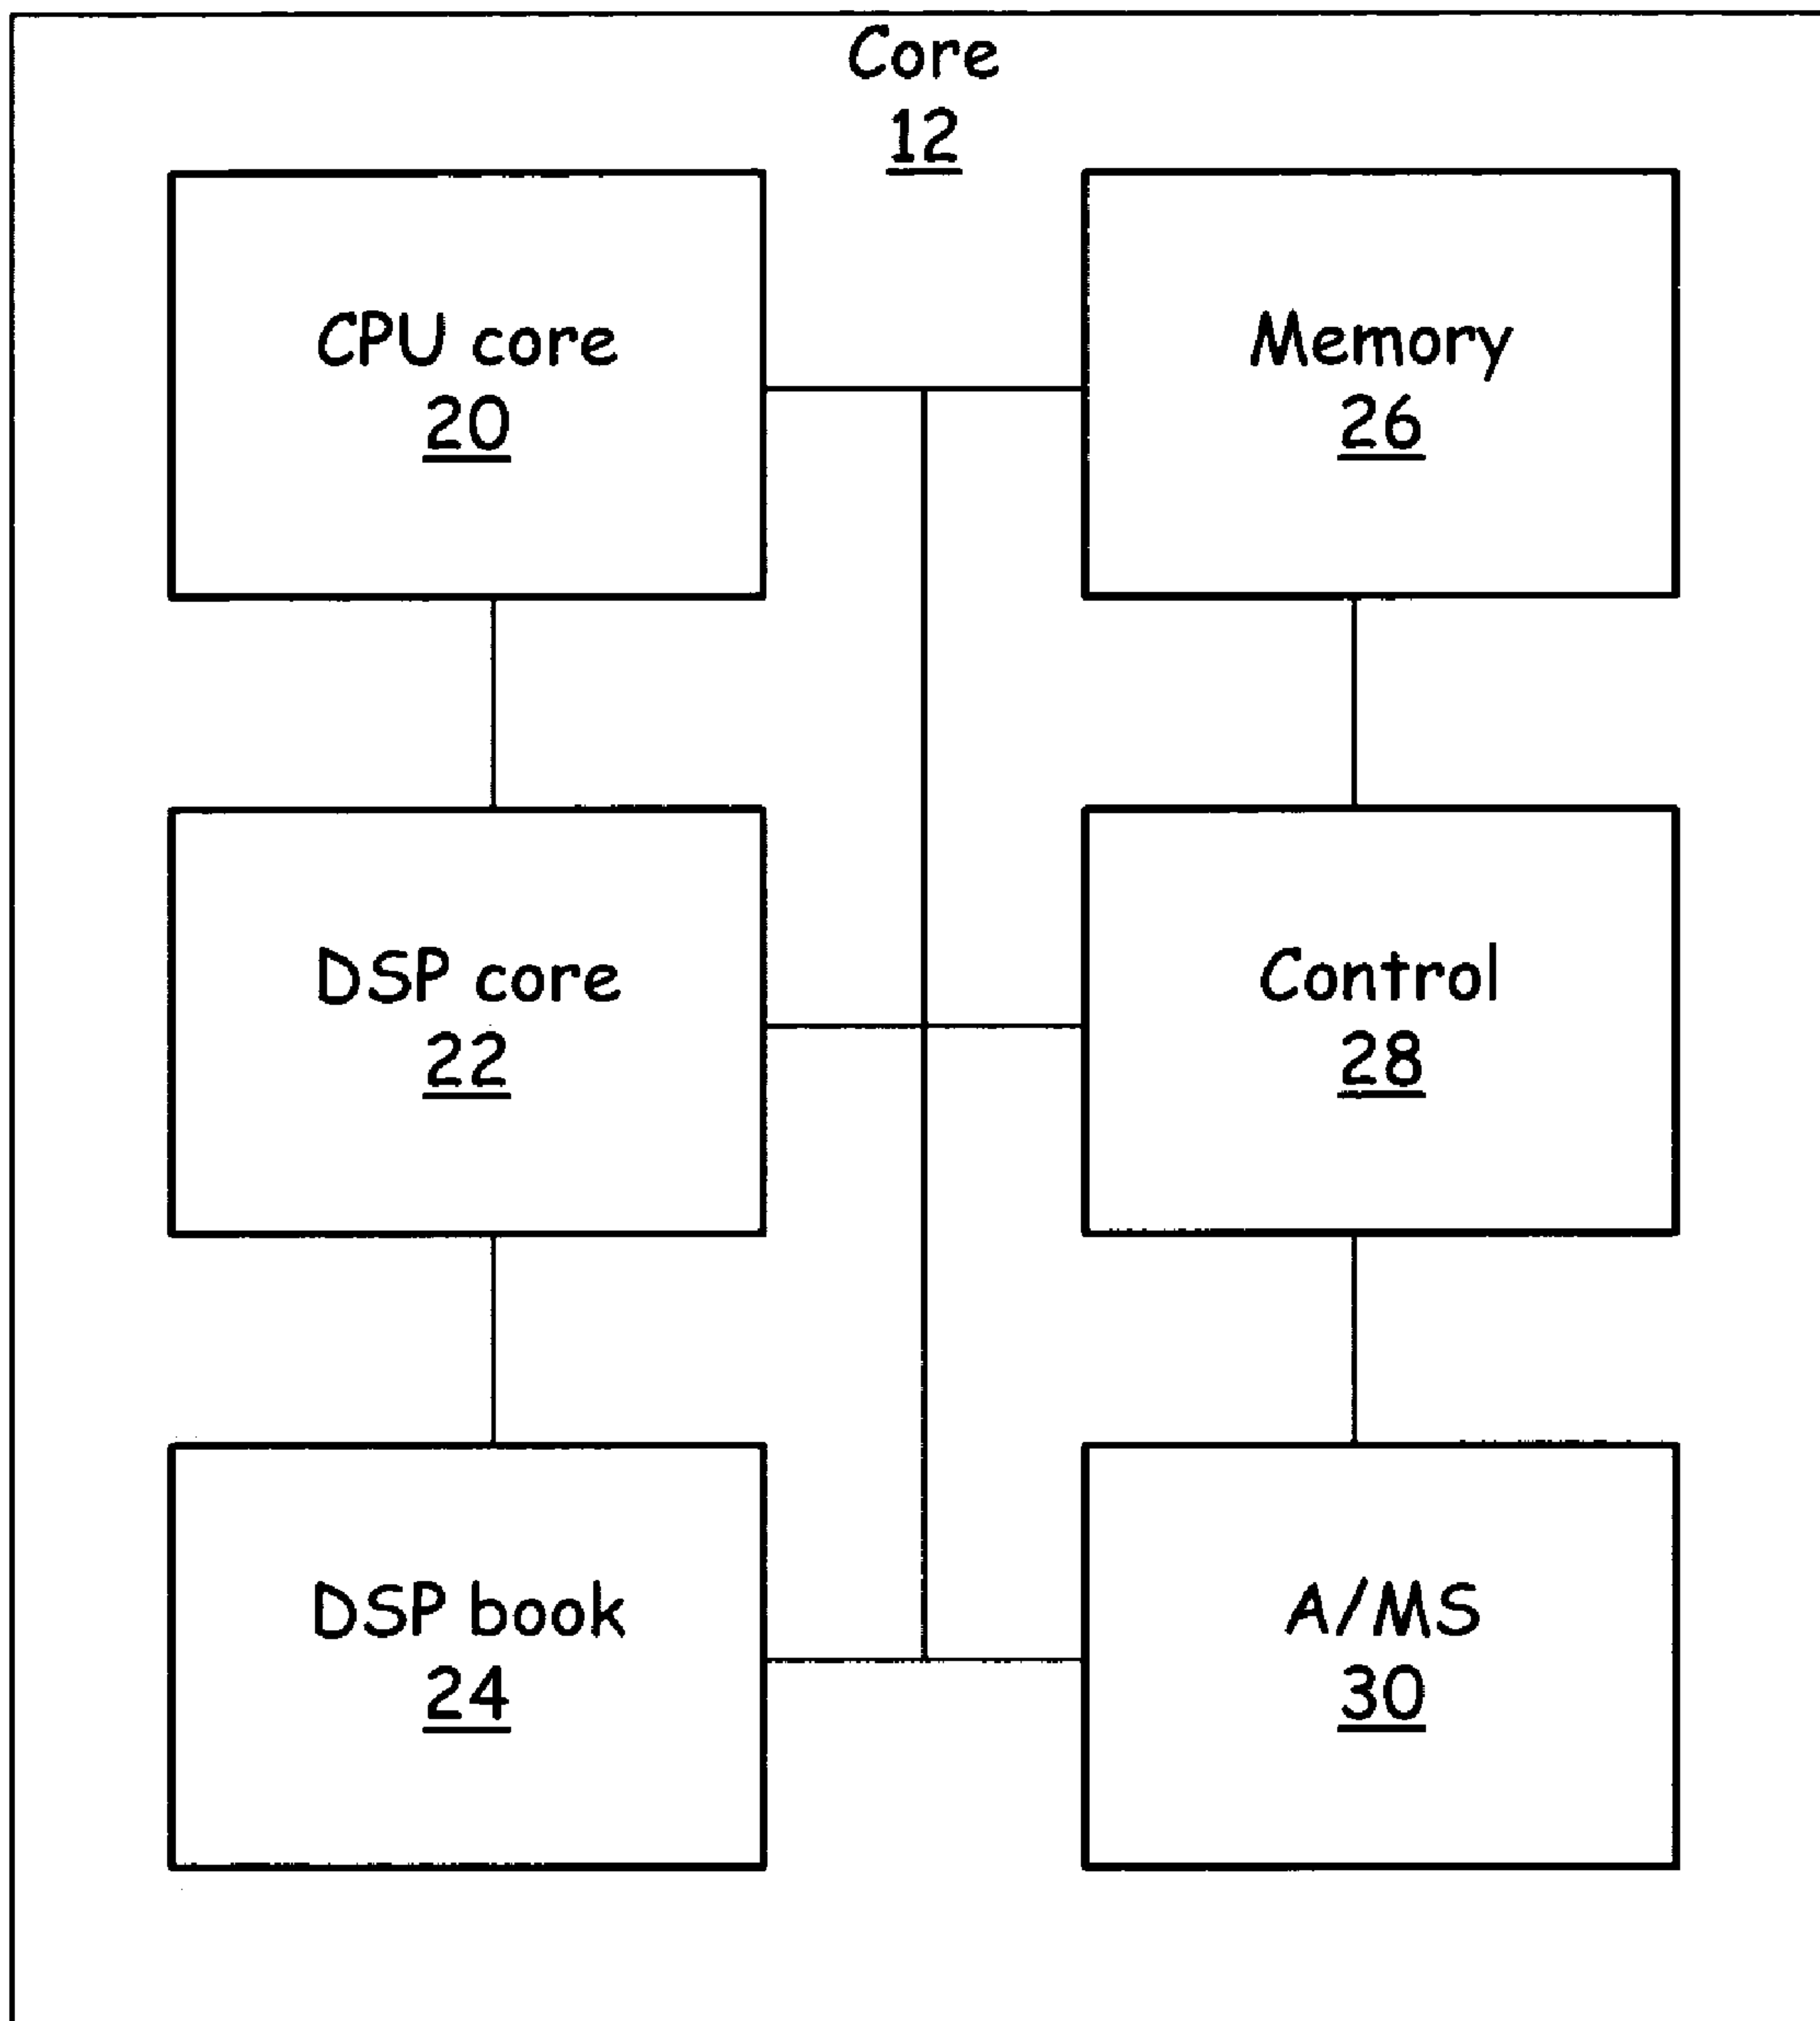 Core
12
CPU core
20
Memory
26
DSP core
22
Control
28
DSP book
24
A/MS
30